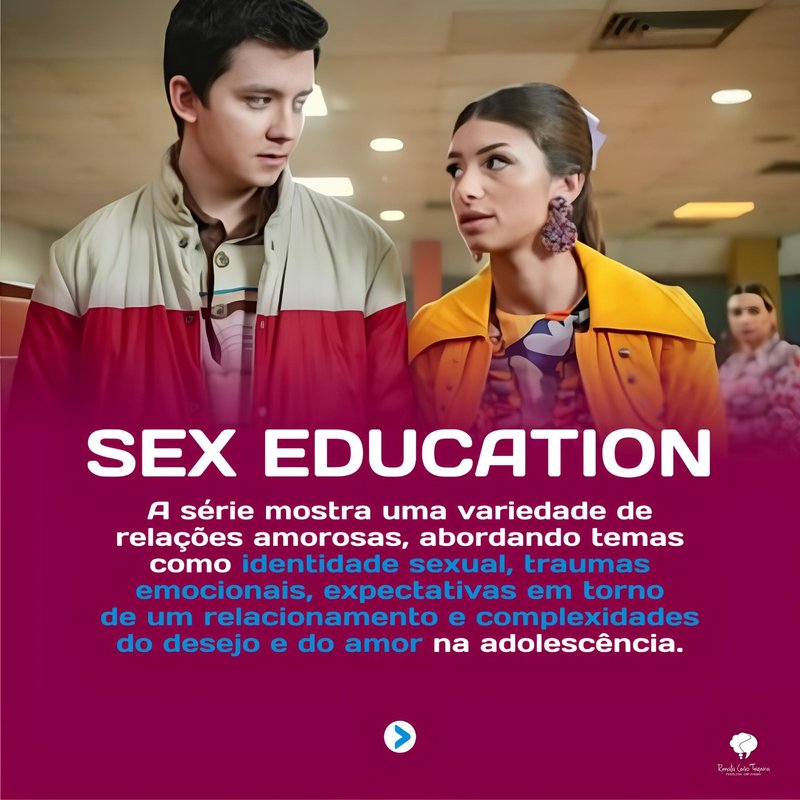 SEX EDUCATION
A série mostra uma variedade de
relações amorosas, abordando temas
como identidade sexual, traumas
emocionais, expectativas em torno
de um relacionamento e complexidades
do desejo e do amor na adolescência.